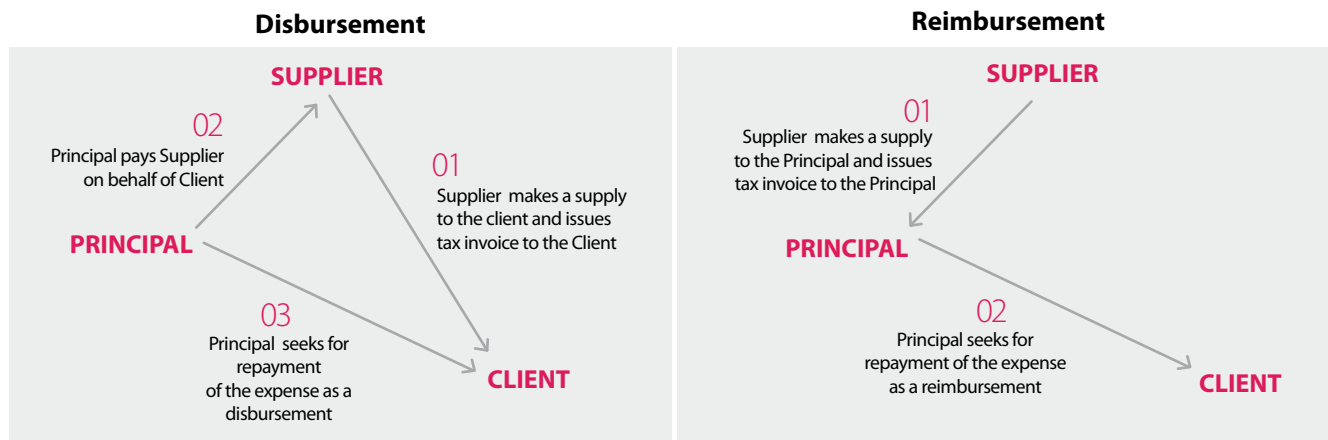 Disbursement
SUPPLIER
02
Principal pays Supplier
on behalf of Client
01
Supplier makes a supply
to the client and issues
tax invoice to the Client
PRINCIPAL
03
Principal seeks for
repayment
of the expense as a
disbursement
CLIENT
Reimbursement
SUPPLIER
01
Supplier makes a supply
to the Principal and issues
tax invoice to the Principal
PRINCIPAL
02
Principal seeks for
repayment of the expense
as a reimbursement
CLIENT